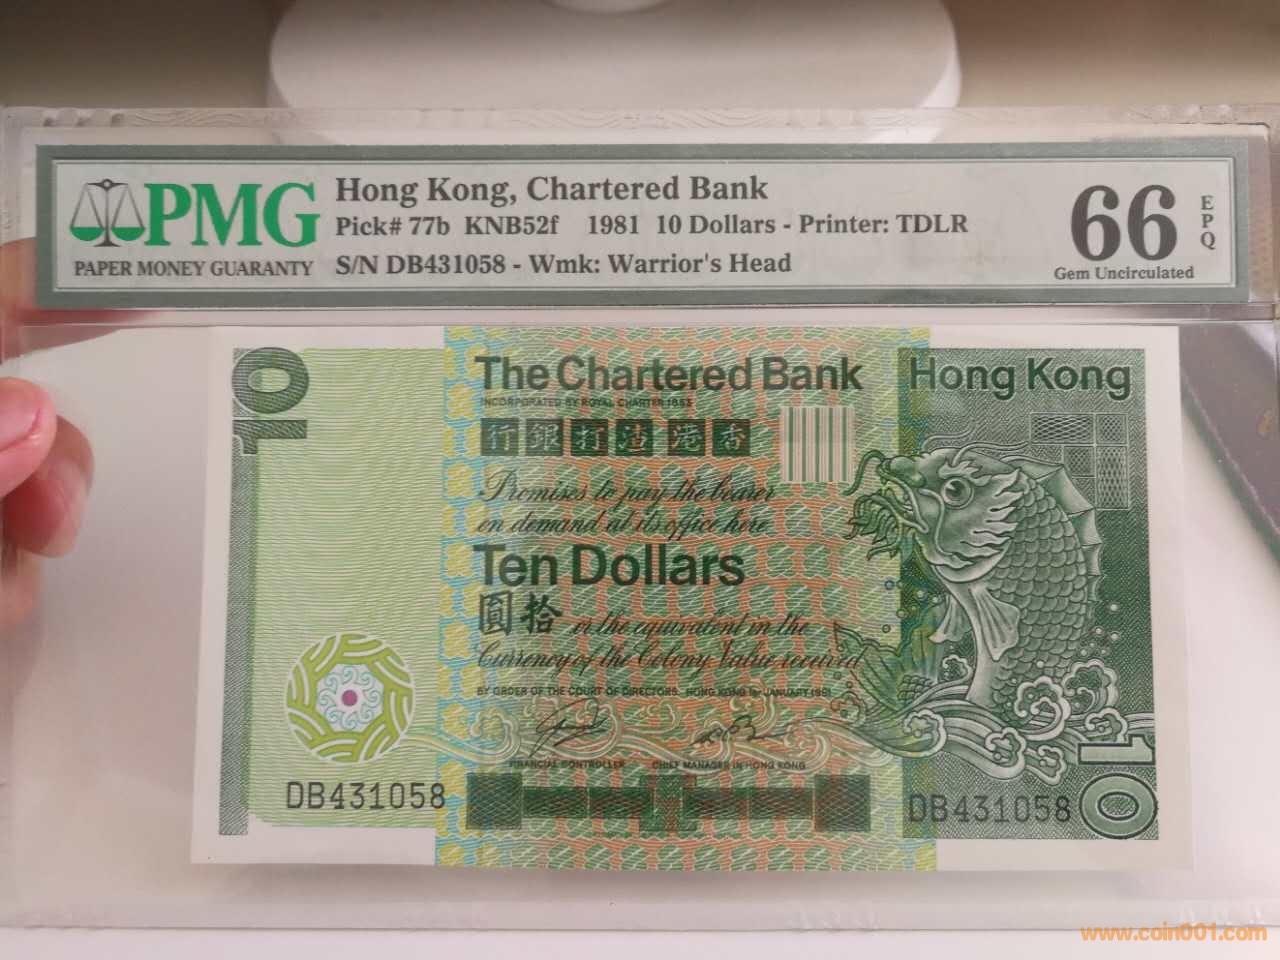 PMG
PAPER MONEY GUARANTY
Hong Kong, Chartered Bank
Pick# 77b KNB52f 1981 10 Dollars - Printer: TDLR
S/N DB431058 - Wmk: Warrior's Head
66
EPQ
Gem Uncirculated
10
The Chartered Bank
Hong Kong
INCORPORATED BY ROYAL CHARTER 1853
行銀打渣港香
Promises to pay the bearer
on demand at its office here
Ten Dollars
圓拾 or the equivalent in the
Currency of the Colony Value received
BY ORDER OF THE COURT OF DIRECTORS. HONG KONG 1st JANUARY 1981
FINANCIAL CONTROLLER
CHIEF MANAGER IN HONG KONG
DB431058
DB431058
10
www.coin001.com